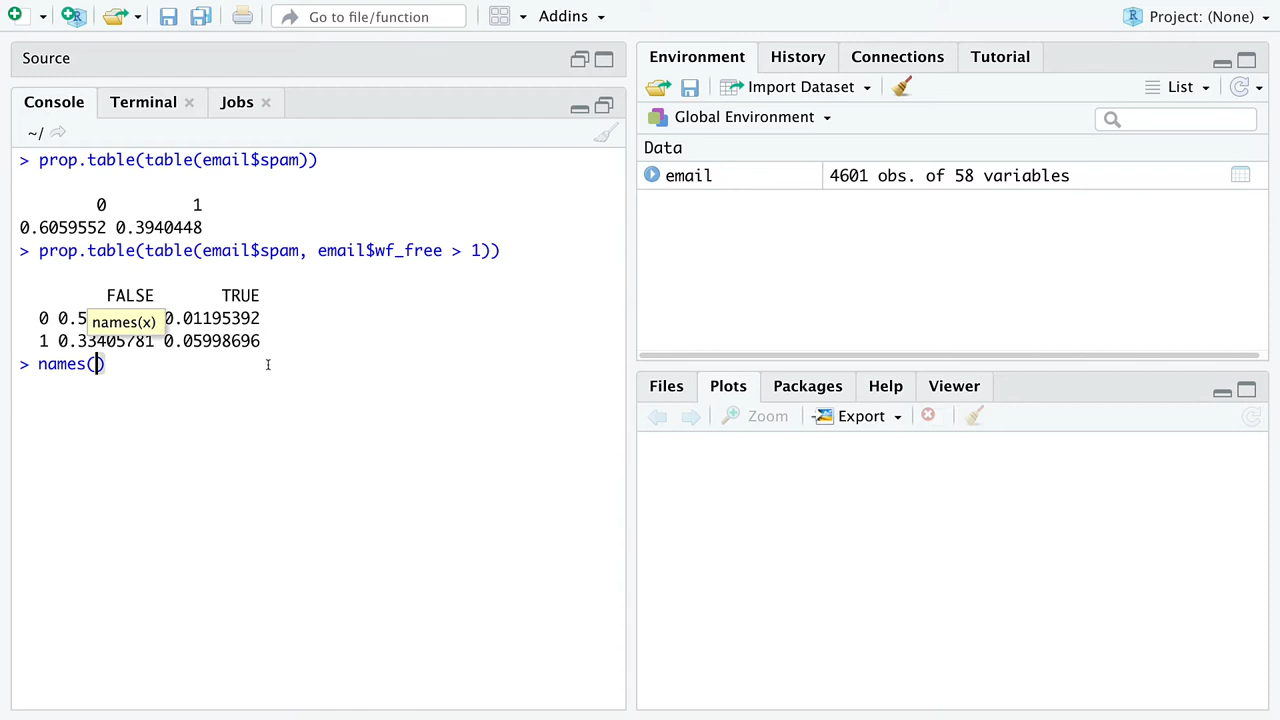 Go to file/function
Addins
Project: (None)
Source
Console
Terminal
Jobs
~/
> prop.table(table(email$spam))
0 1
0.6059552 0.3940448
> prop.table(table(email$spam, email$wf_free > 1))
FALSE TRUE
0 0.5 0.01195392
names(x)
1 0.33405781 0.05998696
> names()
Environment
History
Connections
Tutorial
Import Dataset
List
Global Environment
Data
email 4601 obs. of 58 variables
Files
Plots
Packages
Help
Viewer
Zoom
Export